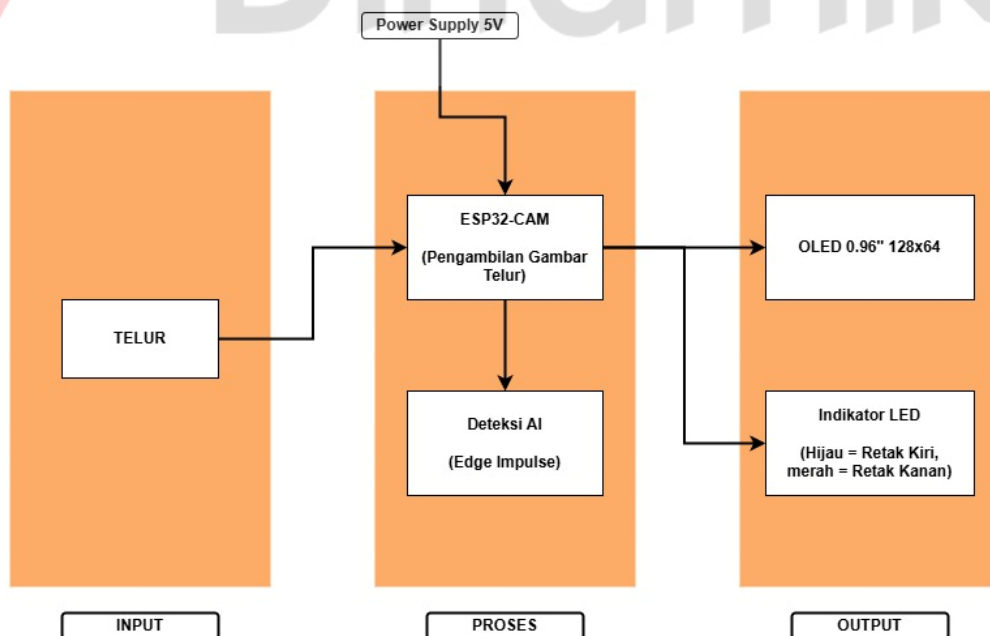 Dinamik
Power Supply 5V
TELUR
ESP32-CAM
(Pengambilan Gambar
Telur)
Deteksi AI
(Edge Impulse)
OLED 0.96" 128x64
Indikator LED
(Hijau = Retak Kiri,
merah = Retak Kanan)
INPUT
PROSES
OUTPUT